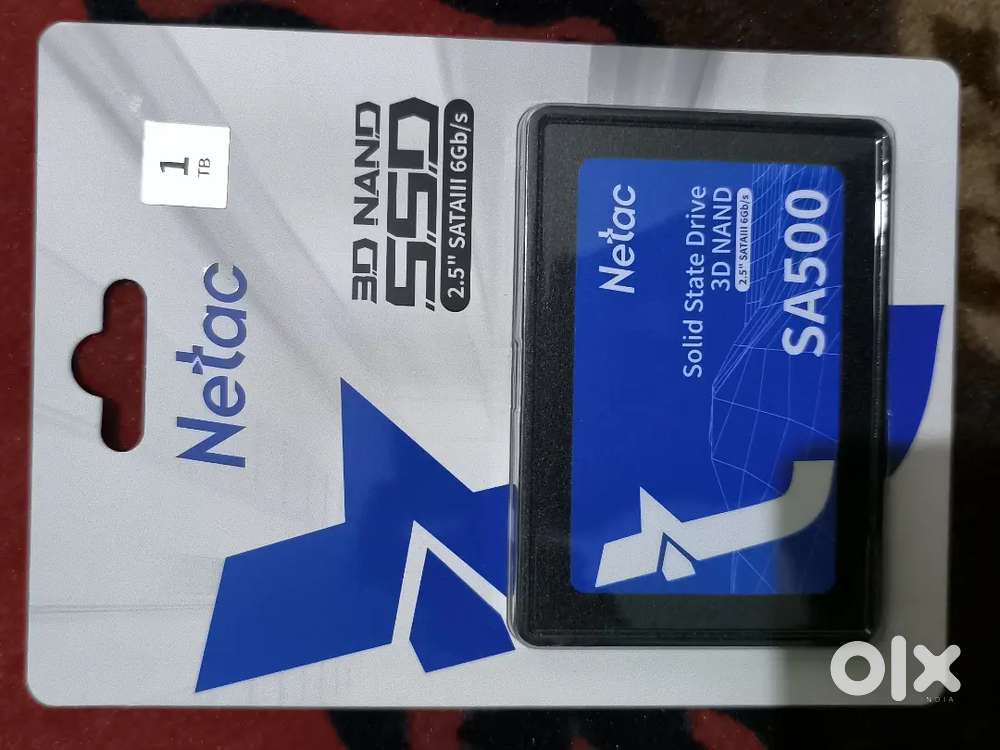 1
TB
Netac
3D NAND
SSD
2.5" SATAIII 6Gb/s
Netac
Solid State Drive
3D NAND
2.5" SATAIII 6Gb/s
SA500
olx
INDIA